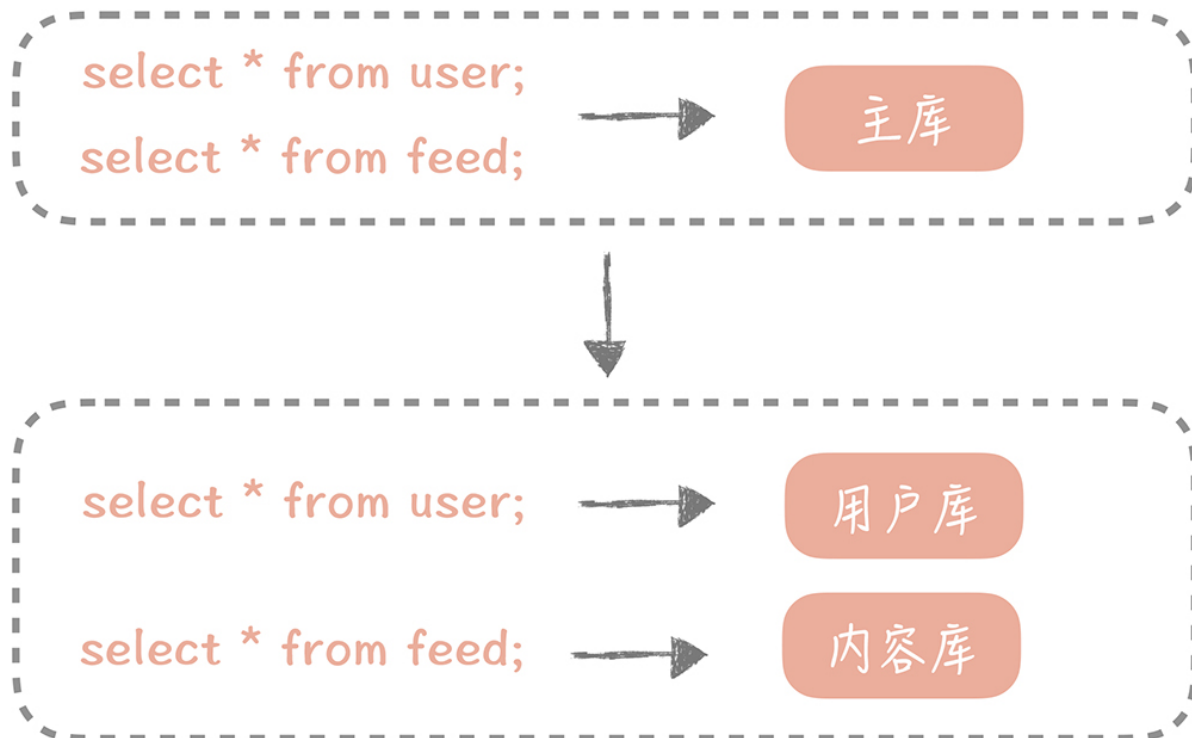 select * from user;
主库
select * from feed;
select * from user;
用户库
select * from feed;
内容库